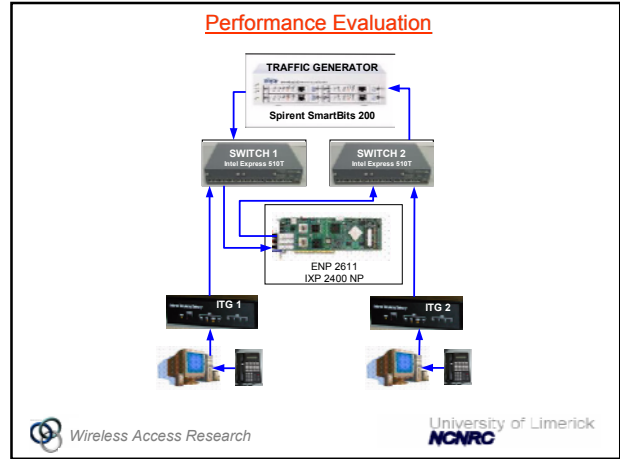 Performance Evaluation
TRAFFIC GENERATOR
Spirent SmartBits 200
SWITCH 1
Intel Express 510T
SWITCH 2
Intel Express 510T
ENP 2611
IXP 2400 NP
ITG 1
ITG 2
Wireless Access Research
University of Limerick
NCNRC